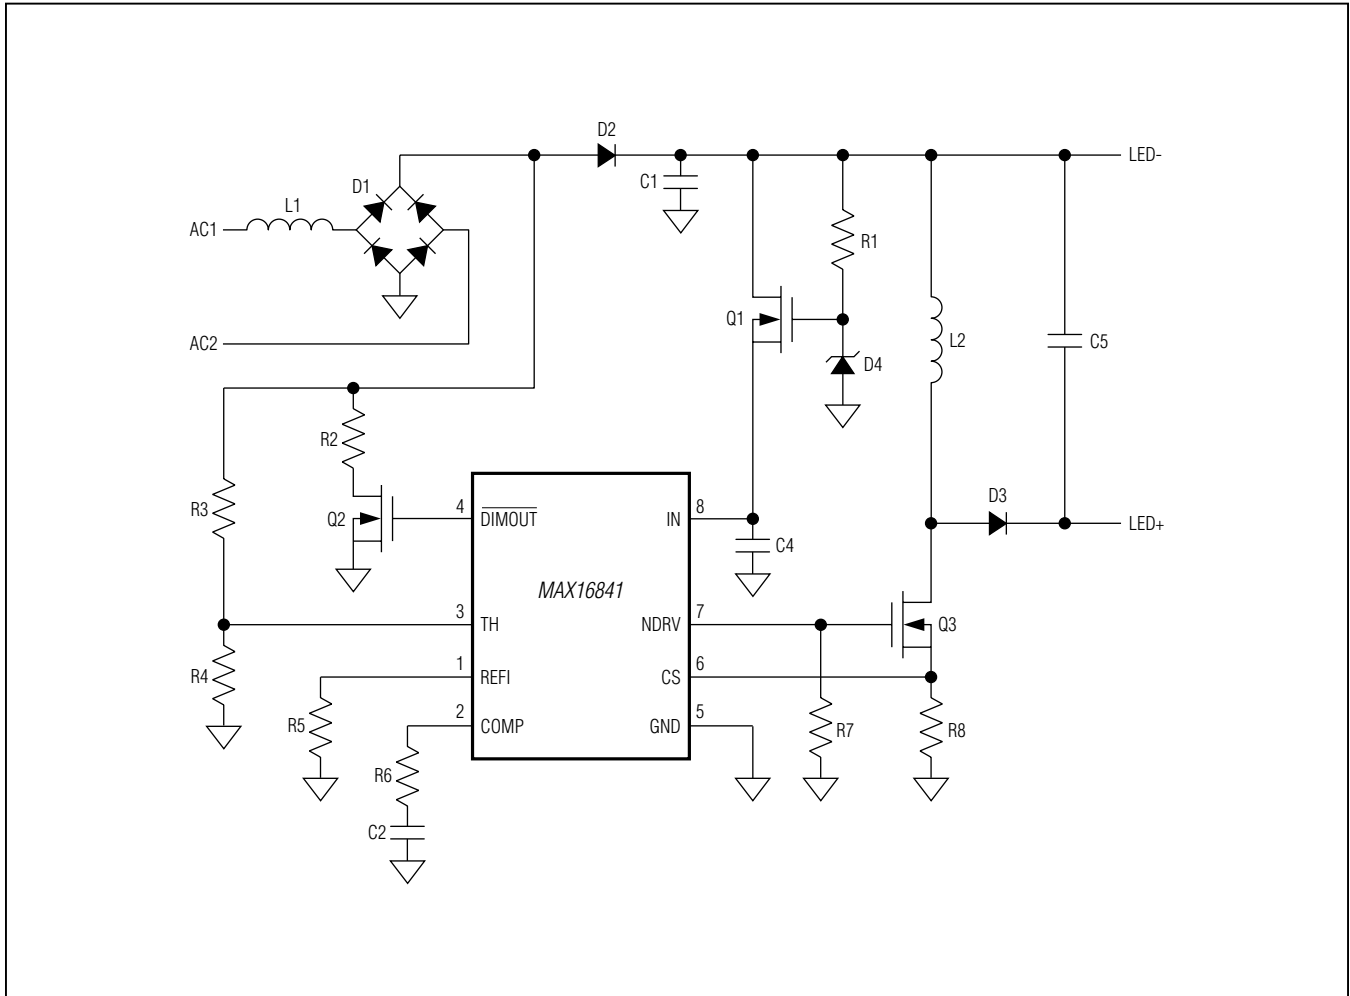 D2
LED-
D1
C1
L1
AC1
R1
Q1
L2
C5
AC2
D4
R2
R3
Q2
4
DIMOUT
8
IN
D3
LED+
C4
MAX16841
3
TH
7
NDRV
Q3
R4
1
REFI
6
CS
R5
2
COMP
5
GND
R7
R8
R6
C2